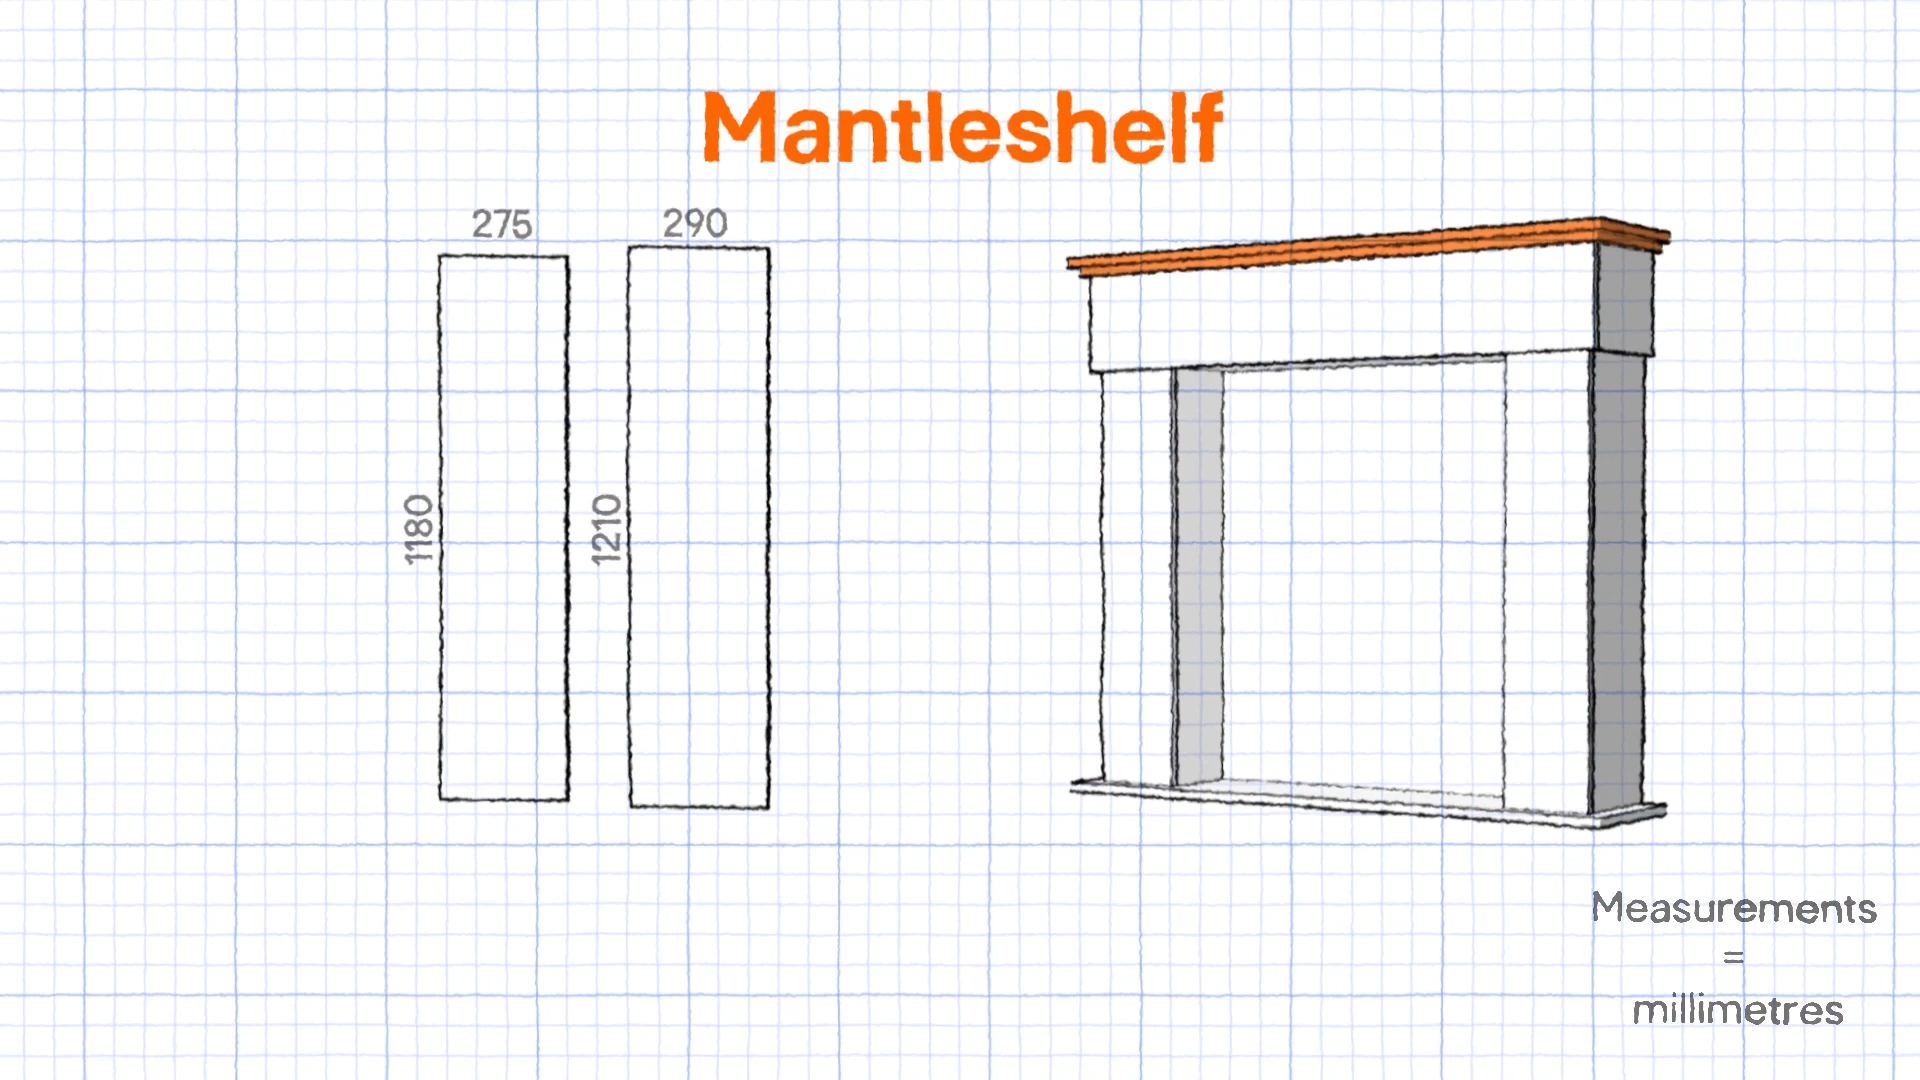 Mantleshelf
275
290
1180
1210
Measurements
=
millimetres